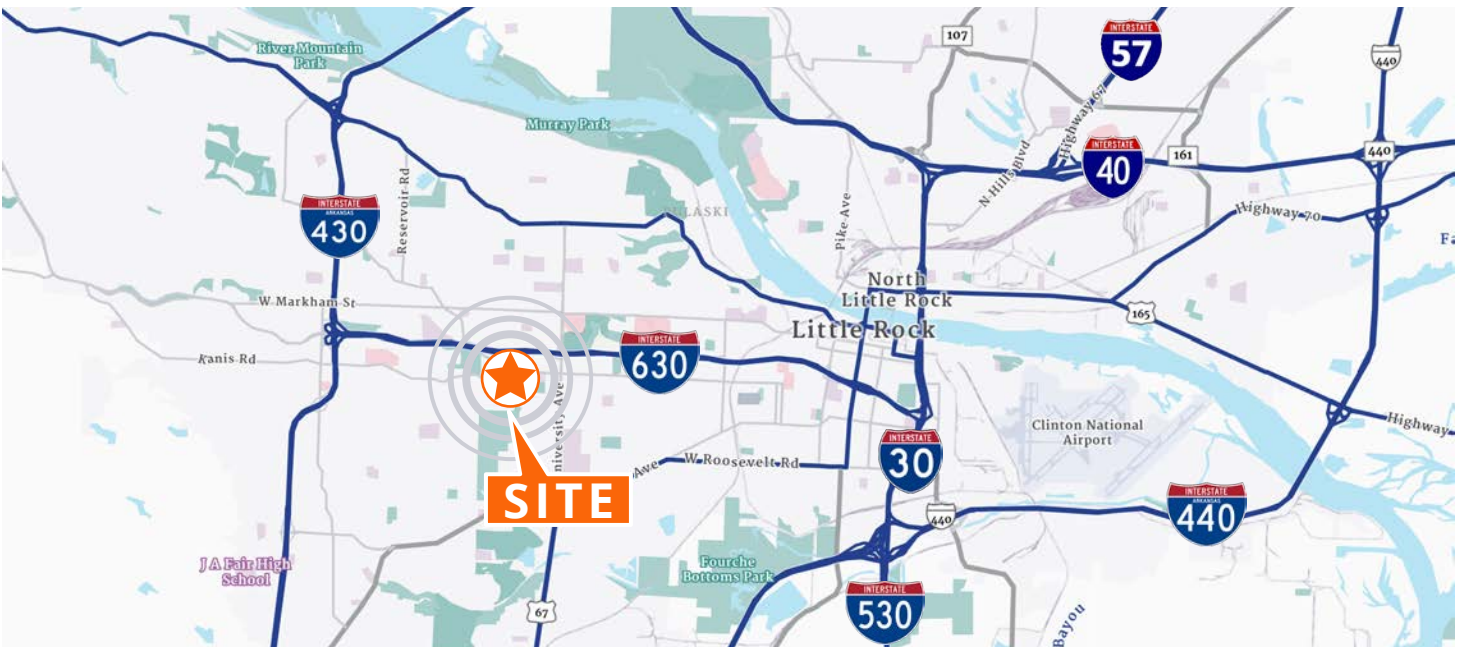 River Mountain
Park
107
INTERSTATE
57
440
Murray Park
Highway 67
N Hills Blvd
INTERSTATE
40
161
440
INTERSTATE
ARKANSAS
430
Reservoir Rd
PULASKI
Pike Ave
Highway 70
W Markham St
North
Little Rock
Little Rock
165
Kanis Rd
INTERSTATE
630
University Ave
Clinton National
Airport
Highway
Ave
W Roosevelt Rd
INTERSTATE
30
SITE
440
INTERSTATE
ARKANSAS
440
J A Fair High
School
Fourche
Bottoms Park
67
INTERSTATE
530
Bayou